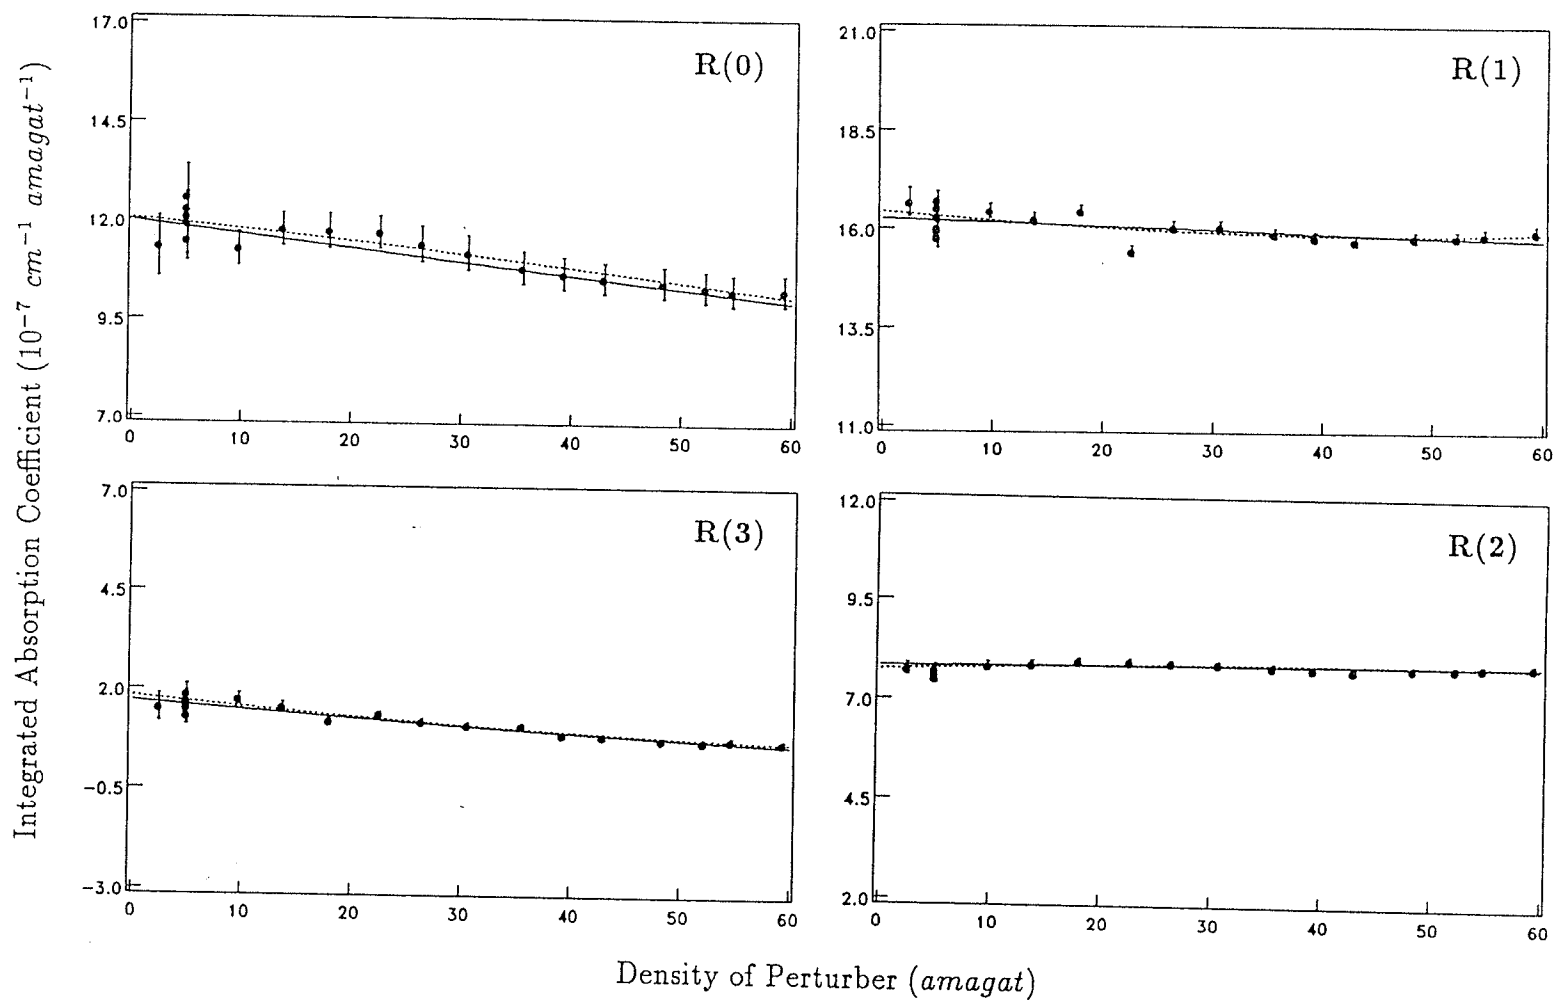 Integrated Absorption Coefficient (10⁻⁷ cm⁻¹ amagat⁻¹)
17.0
14.5
12.0
9.5
7.0
R(0)
0 10 20 30 40 50 60
21.0
18.5
16.0
13.5
11.0
R(1)
0 10 20 30 40 50 60
7.0
4.5
2.0
−0.5
−3.0
R(3)
0 10 20 30 40 50 60
12.0
9.5
7.0
4.5
2.0
R(2)
0 10 20 30 40 50 60
Density of Perturber (amagat)